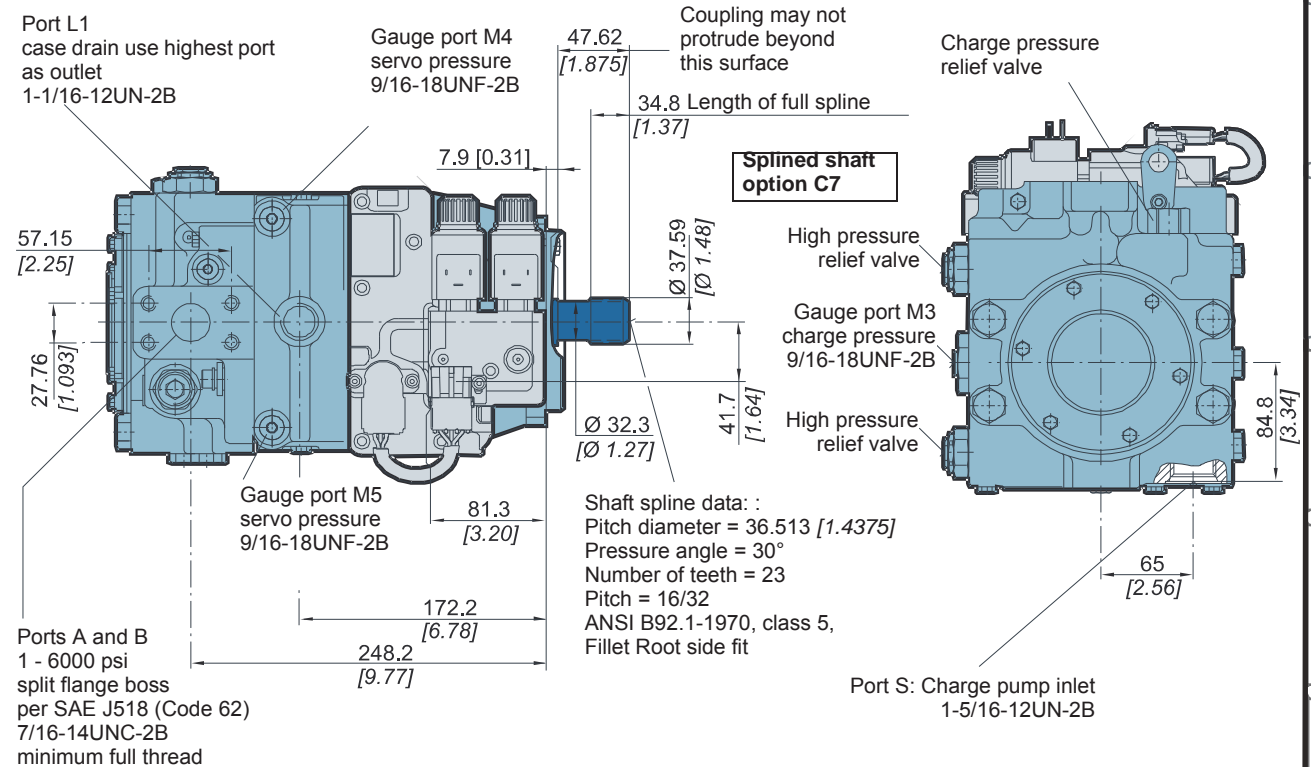 Port L1
case drain use highest port
as outlet
1-1/16-12UN-2B
Gauge port M4
servo pressure
9/16-18UNF-2B
47.62
[1.875]
Coupling may not
protrude beyond
this surface
34.8 Length of full spline
[1.37]
7.9 [0.31]
Splined shaft
option C7
Charge pressure
relief valve
57.15
[2.25]
Ø 37.59
[Ø 1.48]
High pressure
relief valve
Gauge port M3
charge pressure
9/16-18UNF-2B
High pressure
relief valve
27.76
[1.093]
41.7
[1.64]
84.8
[3.34]
Ø 32.3
[Ø 1.27]
Gauge port M5
servo pressure
9/16-18UNF-2B
81.3
[3.20]
Shaft spline data: :
Pitch diameter = 36.513 [1.4375]
Pressure angle = 30°
Number of teeth = 23
Pitch = 16/32
ANSI B92.1-1970, class 5,
Fillet Root side fit
65
[2.56]
172.2
[6.78]
248.2
[9.77]
Ports A and B
1 - 6000 psi
split flange boss
per SAE J518 (Code 62)
7/16-14UNC-2B
minimum full thread
Port S: Charge pump inlet
1-5/16-12UN-2B